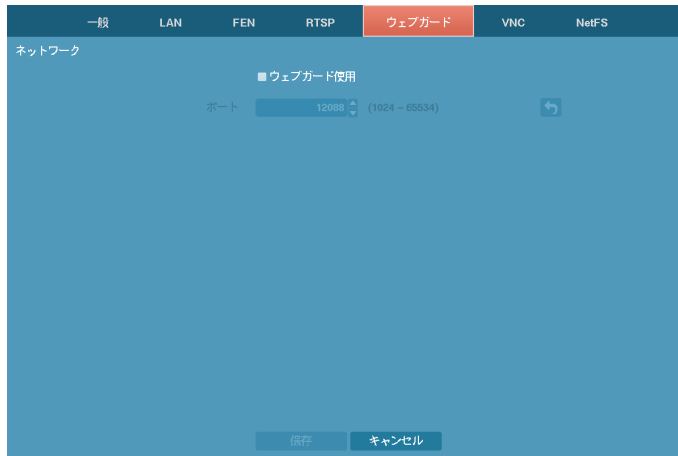 一般 LAN FEN RTSP ウェブガード VNC NetFS
ネットワーク
ウェブガード使用
ポート 12088 (1024 ~ 65534)
保存 キャンセル